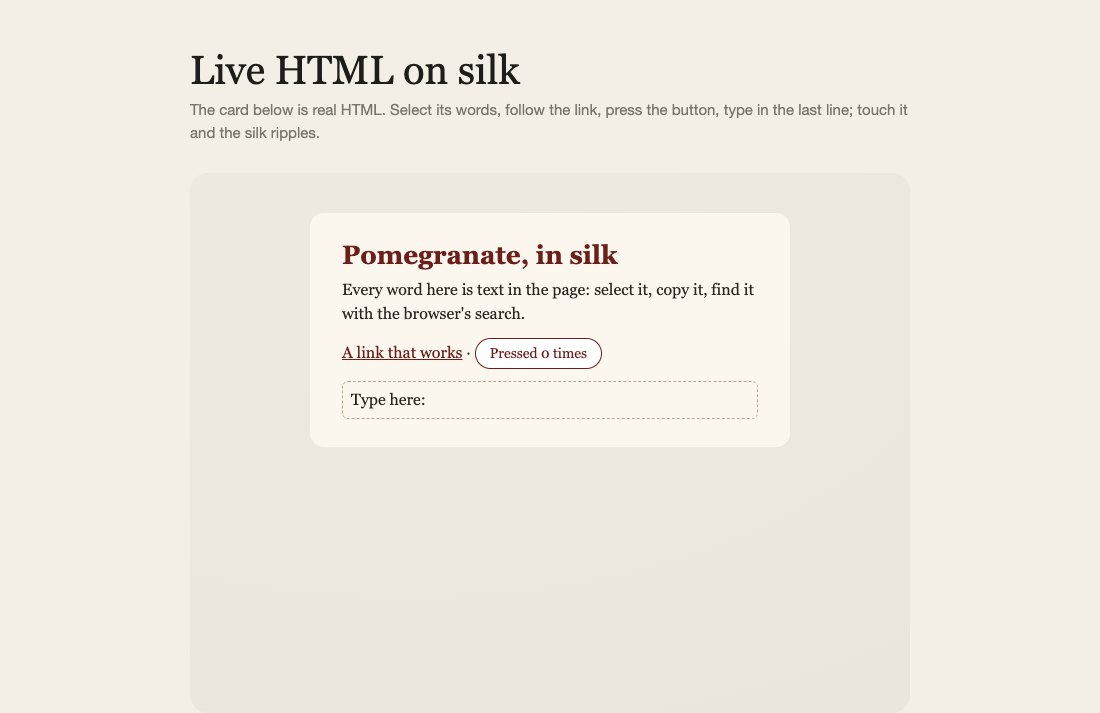 Live HTML on silk
The card below is real HTML. Select its words, follow the link, press the button, type in the last line; touch it
and the silk ripples.
Pomegranate, in silk
Every word here is text in the page: select it, copy it, find it
with the browser's search.
A link that works · Pressed 0 times
Type here: